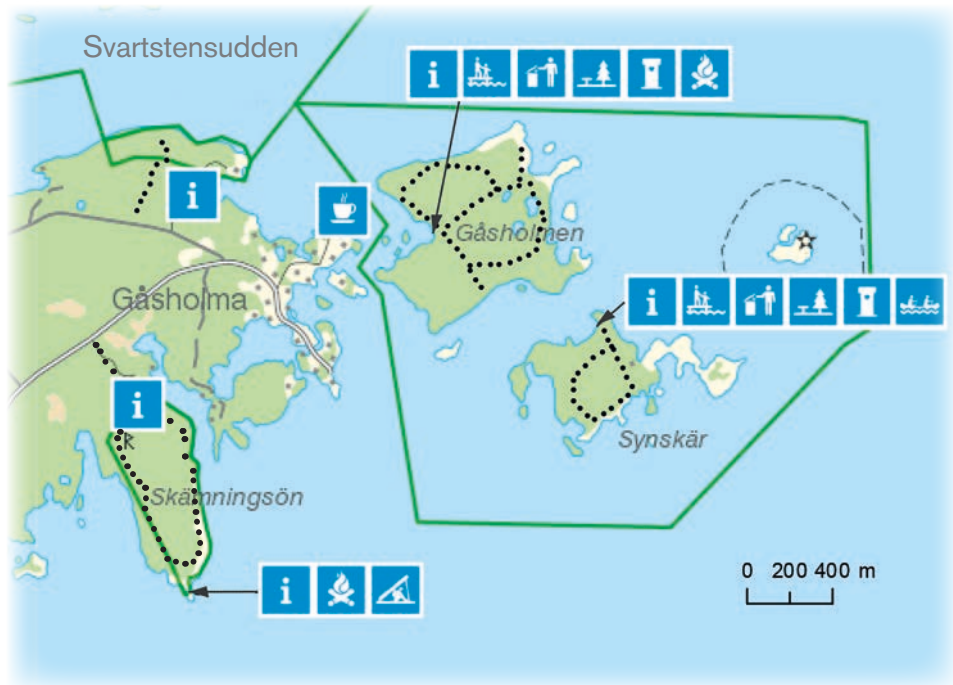 Svartstensudden
i
i
Gåsholmen
Gåsholma
i
i
R
Synskär
Skämningsön
i
0 200 400 m